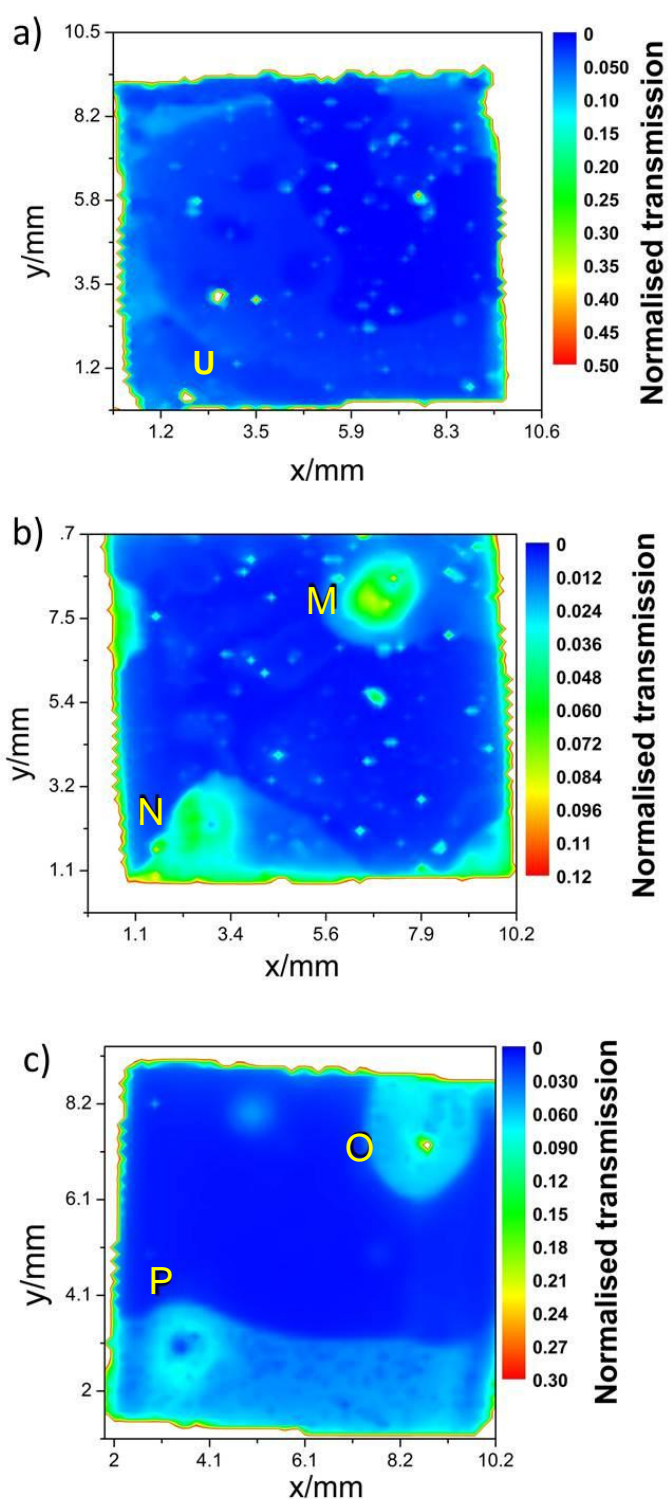 a)
10.5
8.2
5.8
3.5
1.2
y/mm
U
1.2 3.5 5.9 8.3 10.6
x/mm
0
0.050
0.10
0.15
0.20
0.25
0.30
0.35
0.40
0.45
0.50
Normalised transmission
b)
.7
7.5
5.4
3.2
1.1
y/mm
M
N
1.1 3.4 5.6 7.9 10.2
x/mm
0
0.012
0.024
0.036
0.048
0.060
0.072
0.084
0.096
0.11
0.12
Normalised transmission
c)
8.2
6.1
4.1
2
y/mm
O
P
2 4.1 6.1 8.2 10.2
x/mm
0
0.030
0.060
0.090
0.12
0.15
0.18
0.21
0.24
0.27
0.30
Normalised transmission